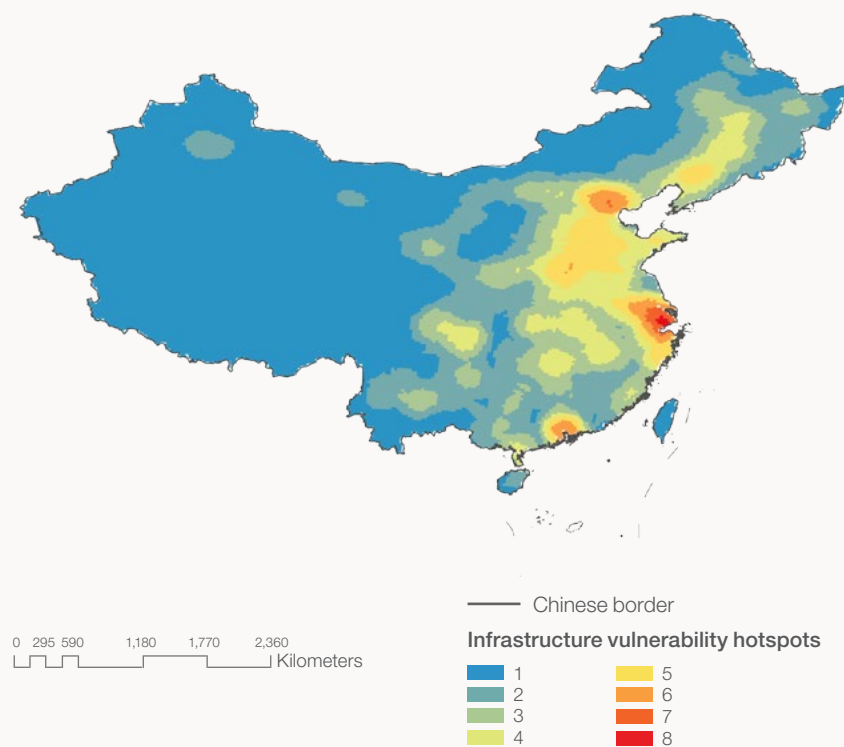 Chinese border
0 295 590 1,180 1,770 2,360
Kilometers
Infrastructure vulnerability hotspots
1 5
2 6
3 7
4 8